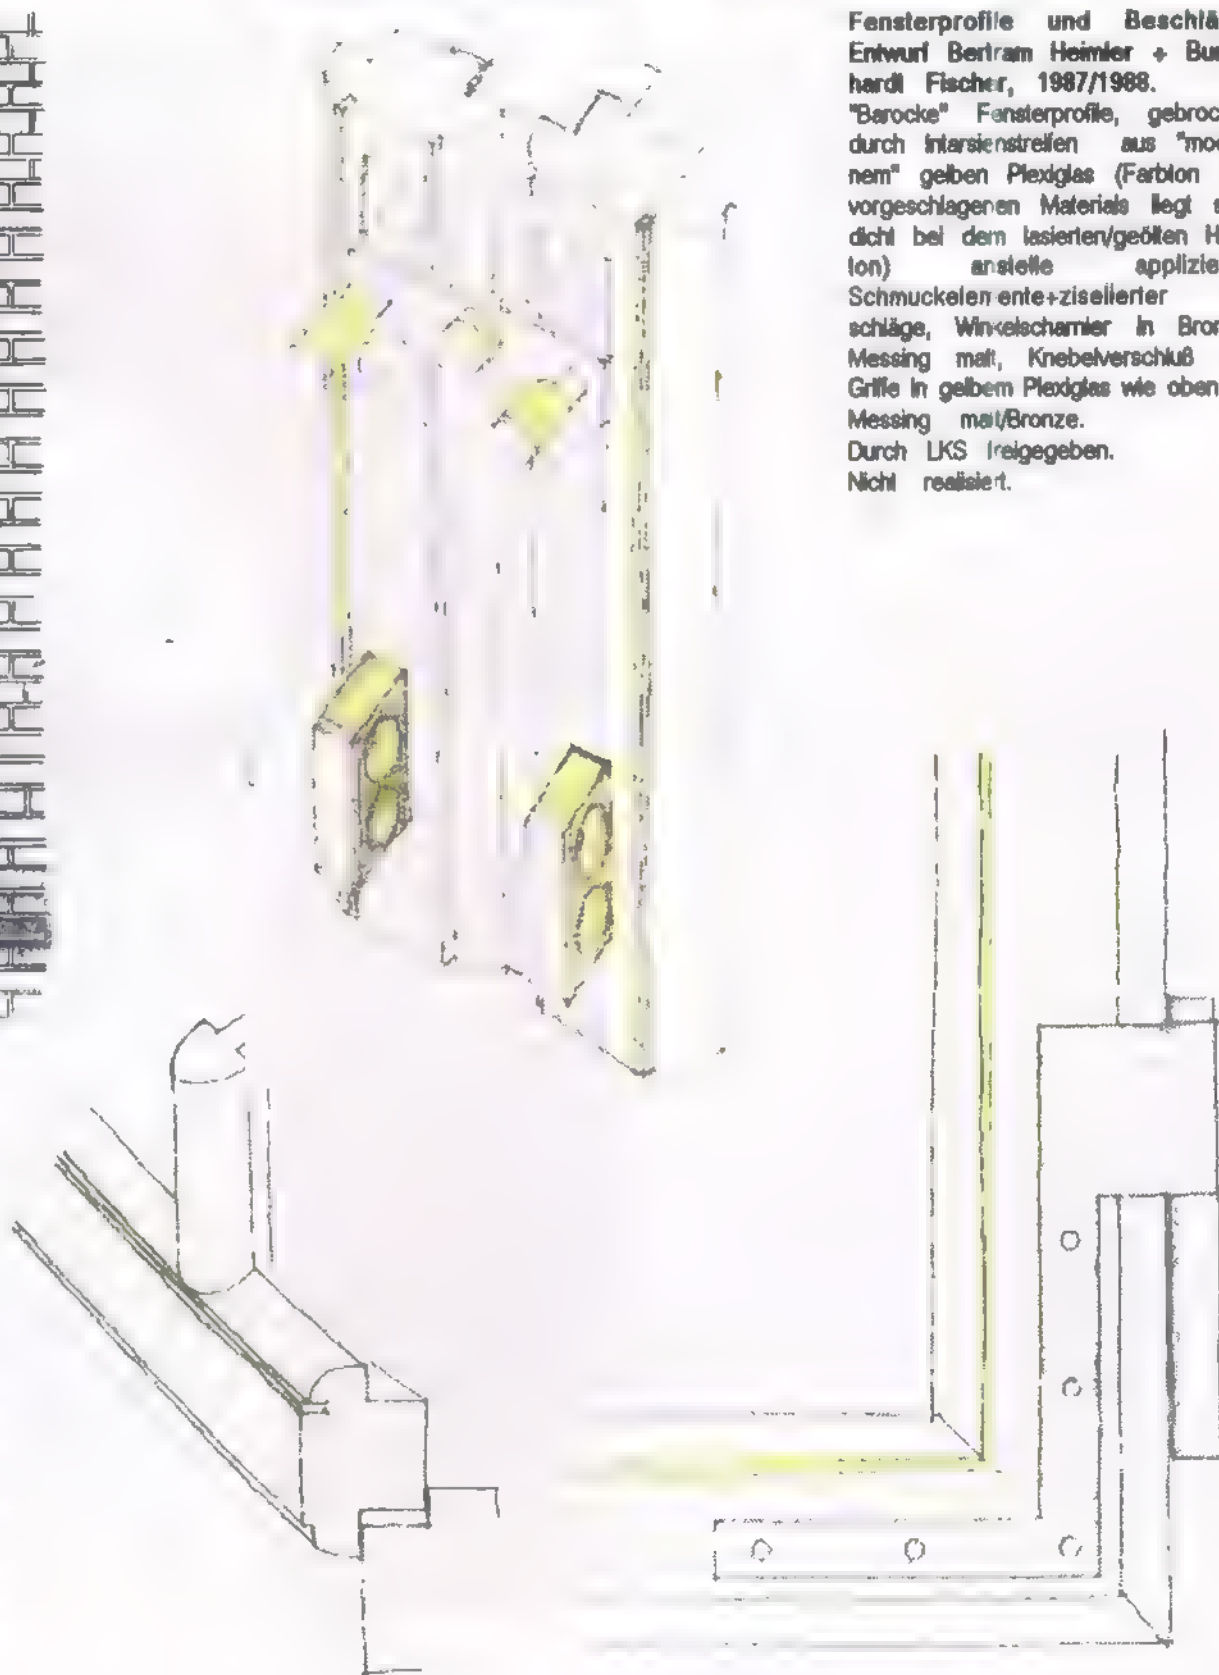 Fensterprofile und Beschlä
Entwurf Bertram Heimler + Bu
hardt Fischer, 1987/1988.
"Barocke" Fensterprofile, gebroc
durch Intarsienstreifen aus "mod
nem" gelben Plexiglas (Farbton
vorgeschlagenen Materials liegt s
dicht bei dem lasierten/geölten H
ton) anstelle applizie
Schmuckelemente+ziselierter
schläge, Winkelscharnier in Bron
Messing matt, Knebelverschluß
Griffe in gelbem Plexiglas wie oben
Messing matt/Bronze.
Durch LKS freigegeben.
Nicht realisiert.